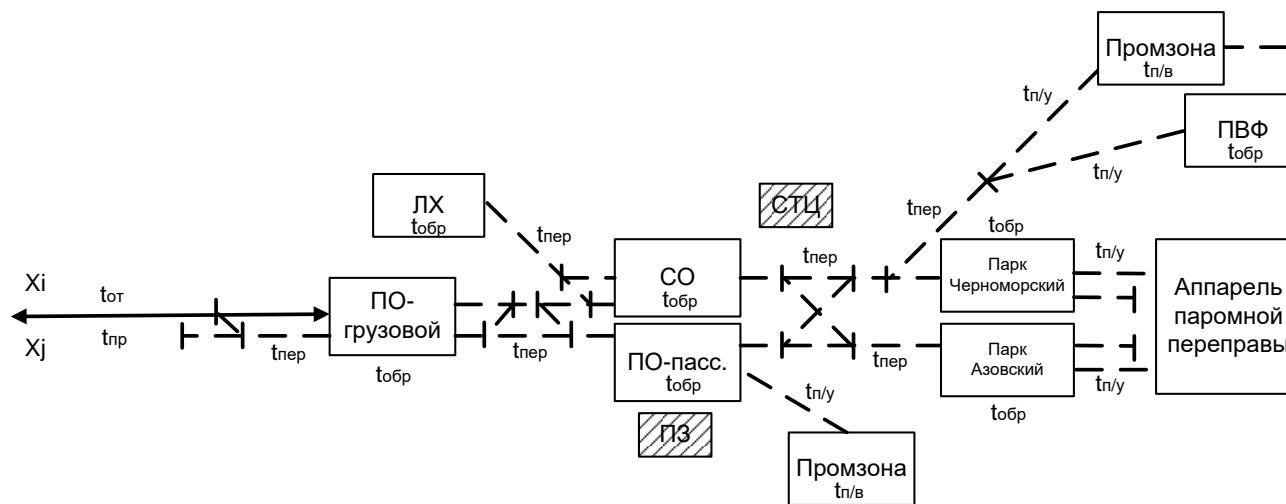 Промзона
tп/в
tп/у
ПВФ
tобр
tп/у
ЛХ
tобр
СТЦ
tпер
tпер
tобр
tпер
СО
tобр
Парк
Черноморский
tп/у
Аппарель
паромной
переправы
Xi
tот
ПО-
грузовой
Xj
tпр
tпер
tобр
tпер
ПО-пасс.
tобр
tпер
Парк
Азовский
tп/у
tобр
tп/у
ПЗ
Промзона
tп/в